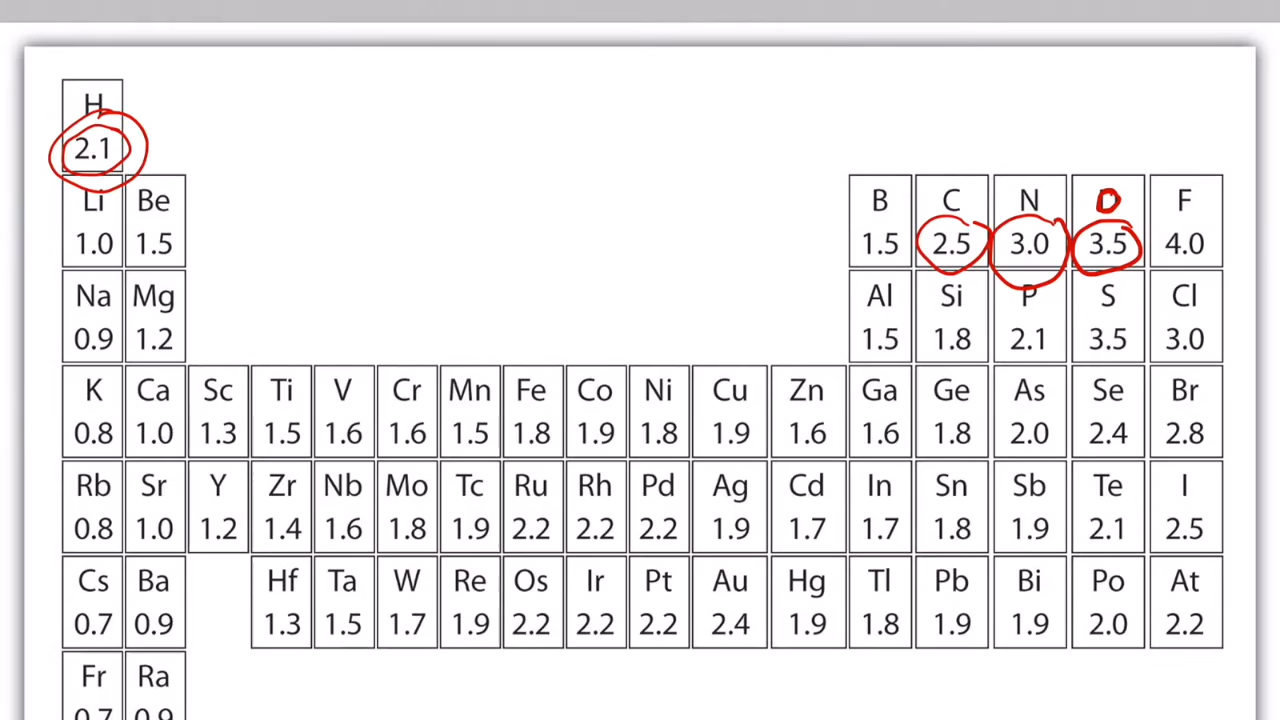 H
2.1
Li Be B C N O F
1.0 1.5 1.5 2.5 3.0 3.5 4.0
Na Mg Al Si P S Cl
0.9 1.2 1.5 1.8 2.1 3.5 3.0
K Ca Sc Ti V Cr Mn Fe Co Ni Cu Zn Ga Ge As Se Br
0.8 1.0 1.3 1.5 1.6 1.6 1.5 1.8 1.9 1.8 1.9 1.6 1.6 1.8 2.0 2.4 2.8
Rb Sr Y Zr Nb Mo Tc Ru Rh Pd Ag Cd In Sn Sb Te I
0.8 1.0 1.2 1.4 1.6 1.8 1.9 2.2 2.2 2.2 1.9 1.7 1.7 1.8 1.9 2.1 2.5
Cs Ba Hf Ta W Re Os Ir Pt Au Hg Tl Pb Bi Po At
0.7 0.9 1.3 1.5 1.7 1.9 2.2 2.2 2.2 2.4 1.9 1.8 1.9 1.9 2.0 2.2
Fr Ra
0.7 0.9